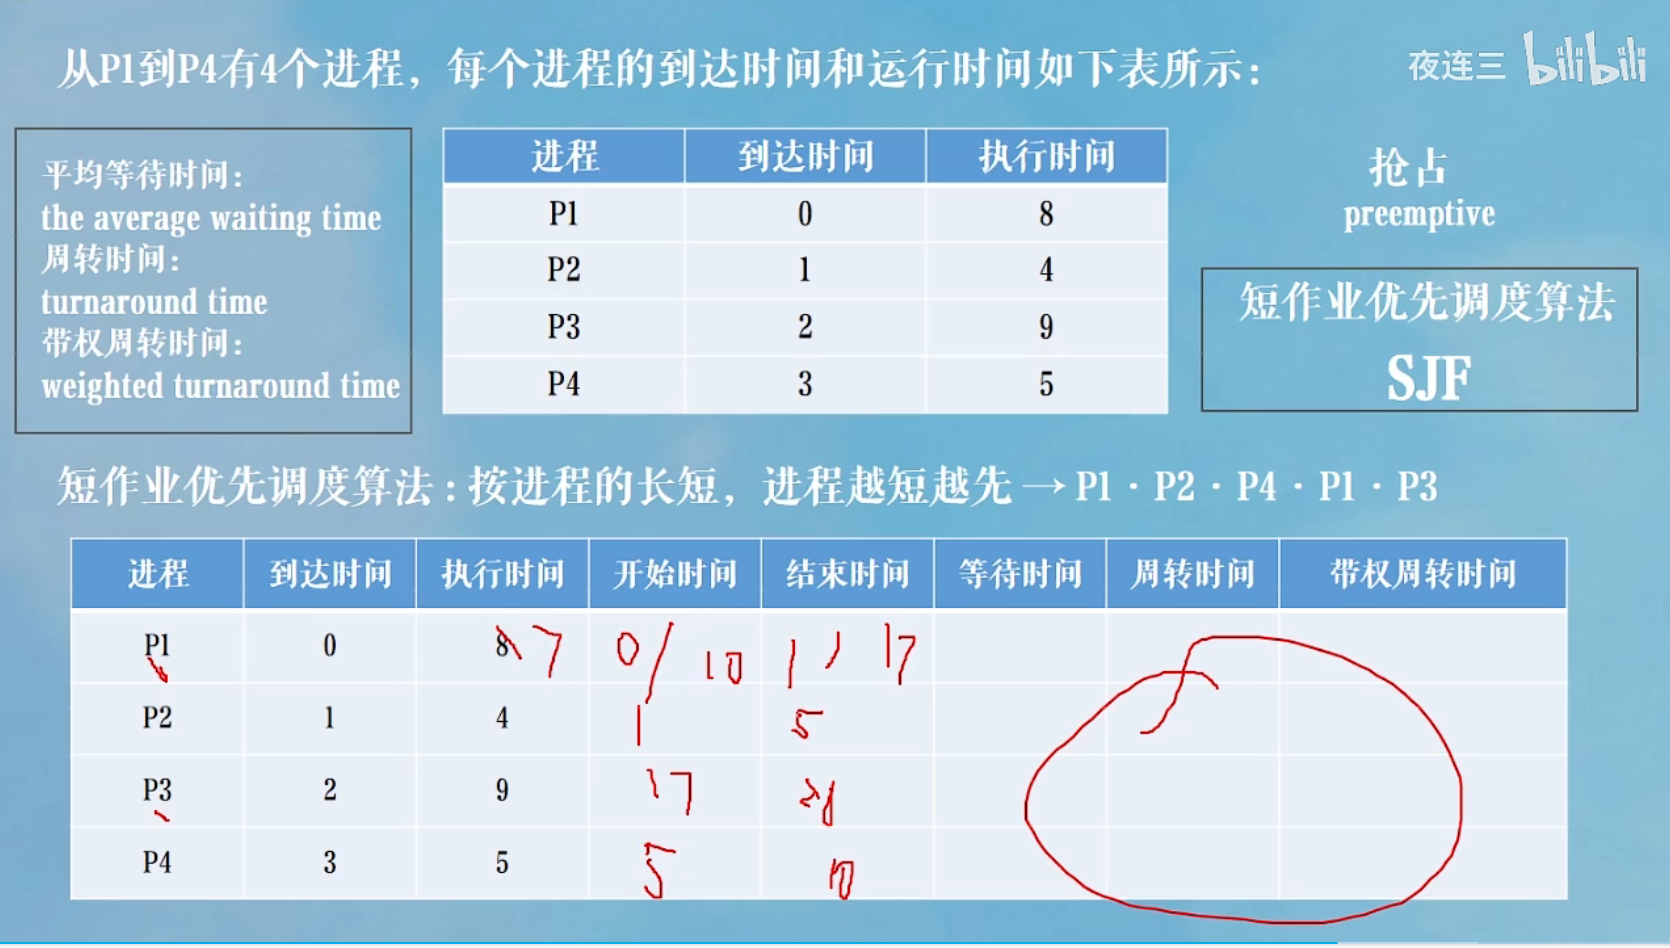 从P1到P4有4个进程，每个进程的到达时间和运行时间如下表所示：
夜连三 bilibili
平均等待时间：
the average waiting time
周转时间：
turnaround time
带权周转时间：
weighted turnaround time
进程 到达时间 执行时间
P1 0 8
P2 1 4
P3 2 9
P4 3 5
抢占
preemptive
短作业优先调度算法
SJF
短作业优先调度算法：按进程的长短，进程越短越先→P1·P2·P4·P1·P3
进程 到达时间 执行时间 开始时间 结束时间 等待时间 周转时间 带权周转时间
P1 0 8 7 0/10 1 17
P2 1 4 1 5
P3 2 9 17
P4 3 5 5 10